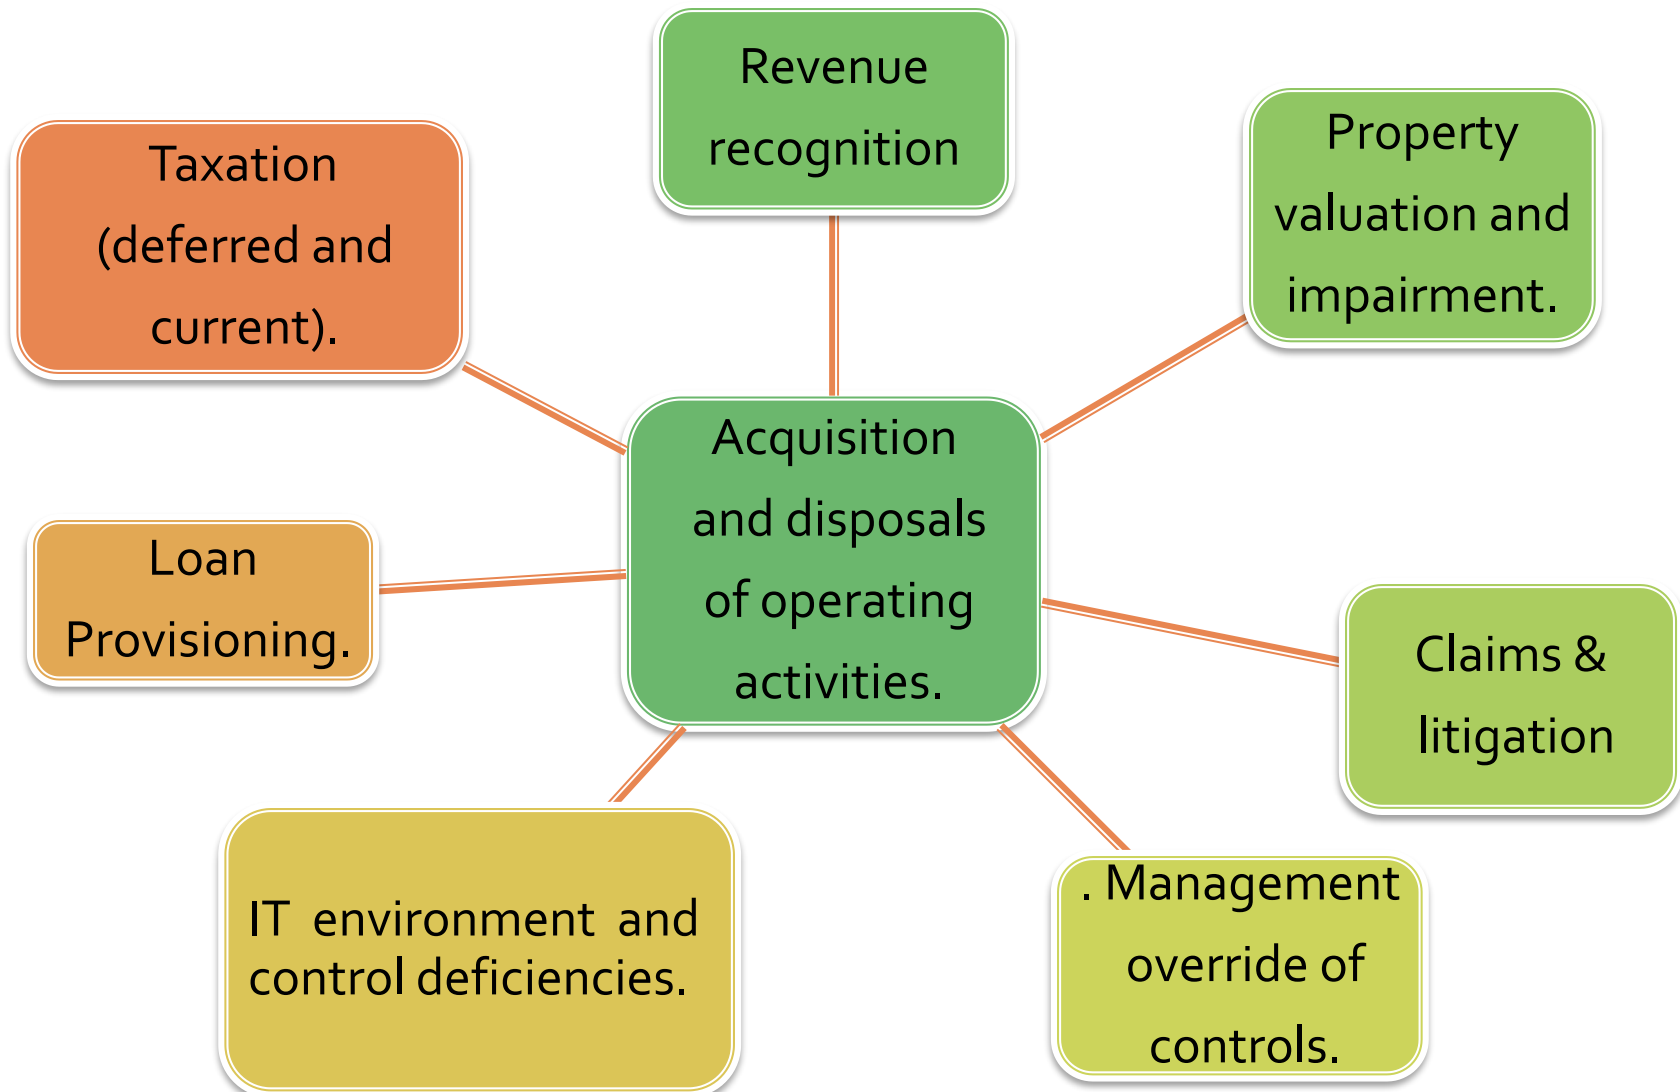 Revenue
recognition
Property
valuation and
impairment.
Taxation
(deferred and
current).
Acquisition
and disposals
of operating
activities.
Loan
Provisioning.
Claims &
litigation
IT environment and
control deficiencies.
. Management
override of
controls.